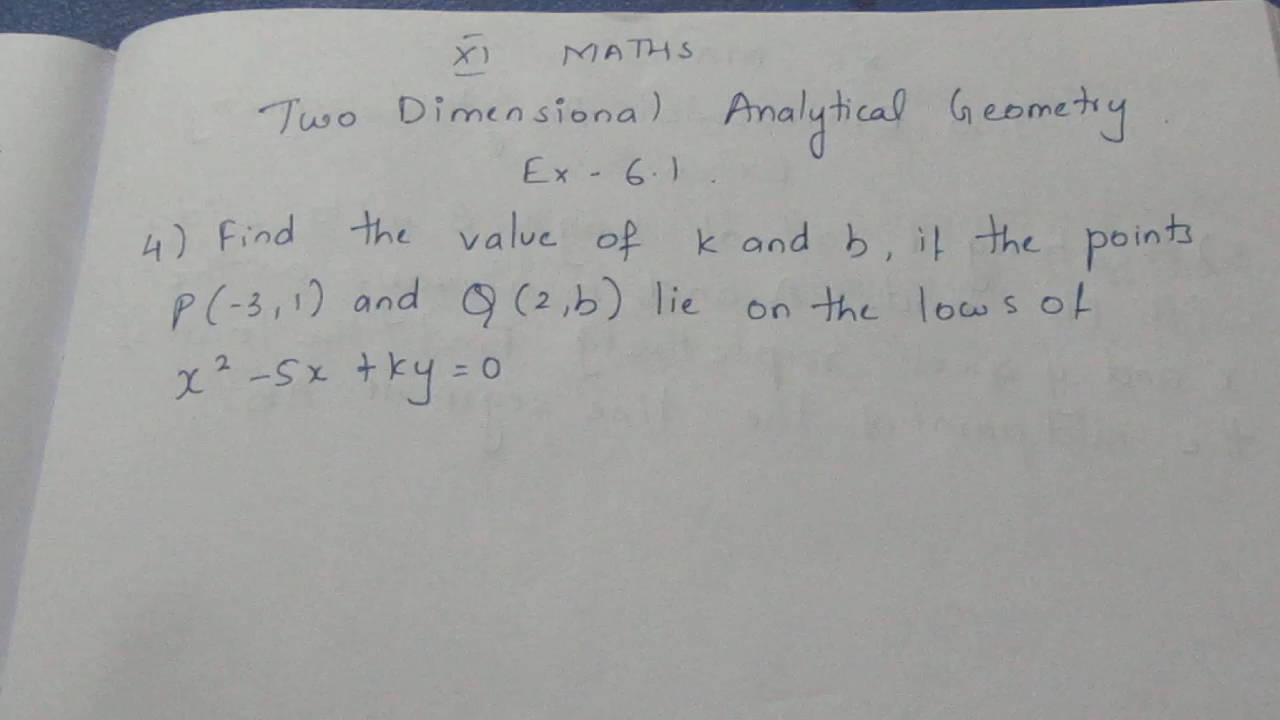 XI MATHS
Two Dimensional Analytical Geometry.
Ex - 6.1.
4) Find the value of k and b, if the points
P(-3,1) and Q(2,b) lie on the locus of
x² -5x +ky=0